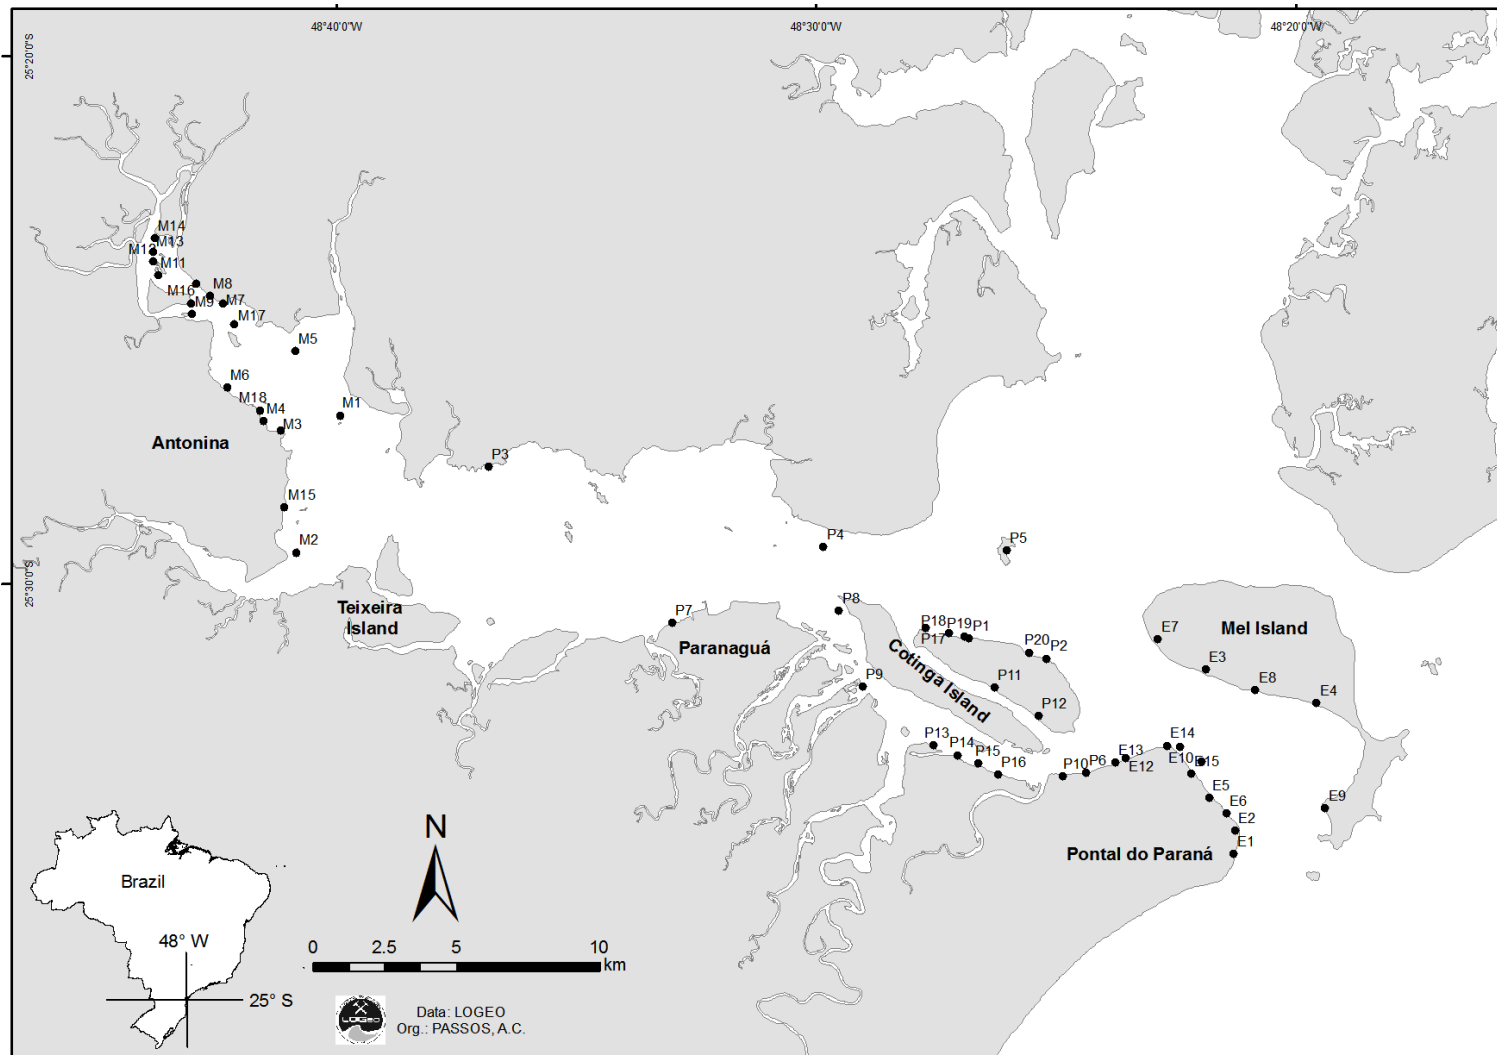 48°40'0"W
48°30'0"W
48°20'0"W
25°20'0"S
M14
M13
M12
M11
M8
M16
M9
M7
M17
M5
M6
M18
M4
M1
M3
Antonina
P3
M15
M2
P4
P5
25°30'0"S
Teixeira
Island
P7
P8
Paranaguá
P18
P19
P1
P17
P20
P2
Cotinga Island
P11
P12
P9
E7
Mel Island
E3
E8
E4
P13
P14
P15
P16
P10
P6
E13
E12
E14
E10
E15
E5
E6
E2
E1
E9
Pontal do Paraná
Brazil
48° W
25° S
N
0 2.5 5 10
km
LOGEO
Data: LOGEO
Org.: PASSOS, A.C.